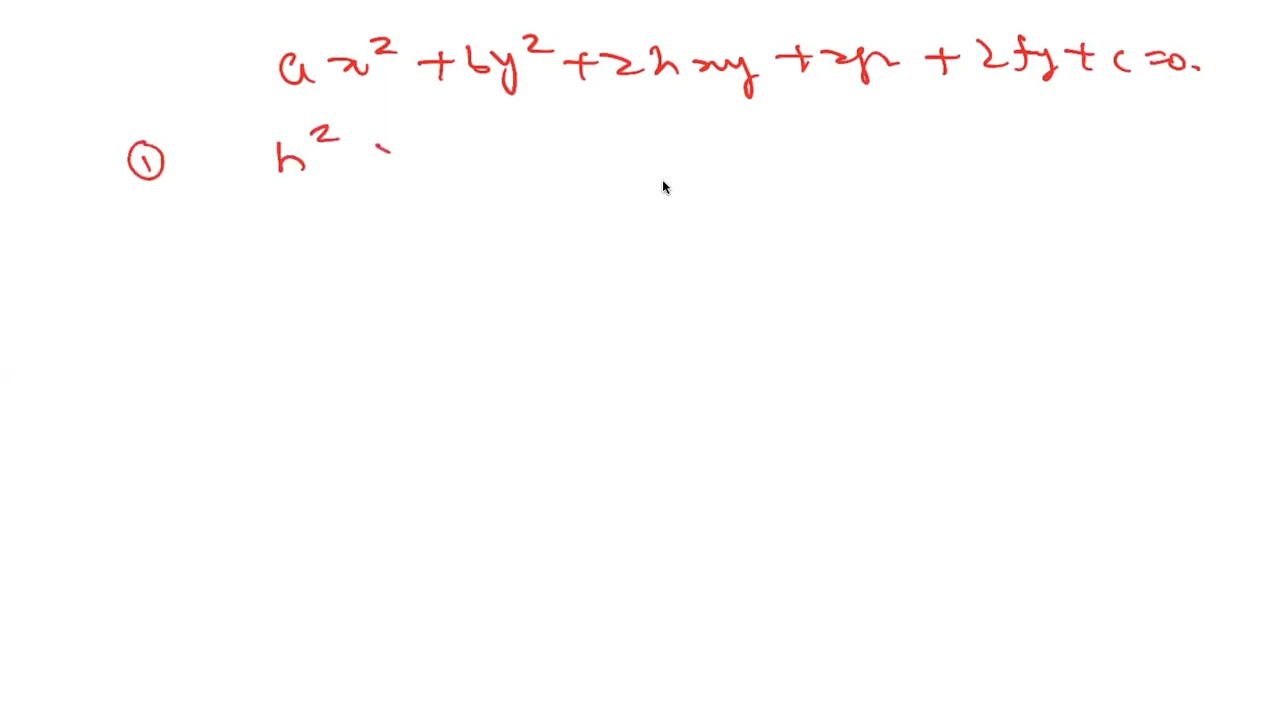 ax² + by² + 2hxy + 2gx + 2fy + c = 0.
① h²